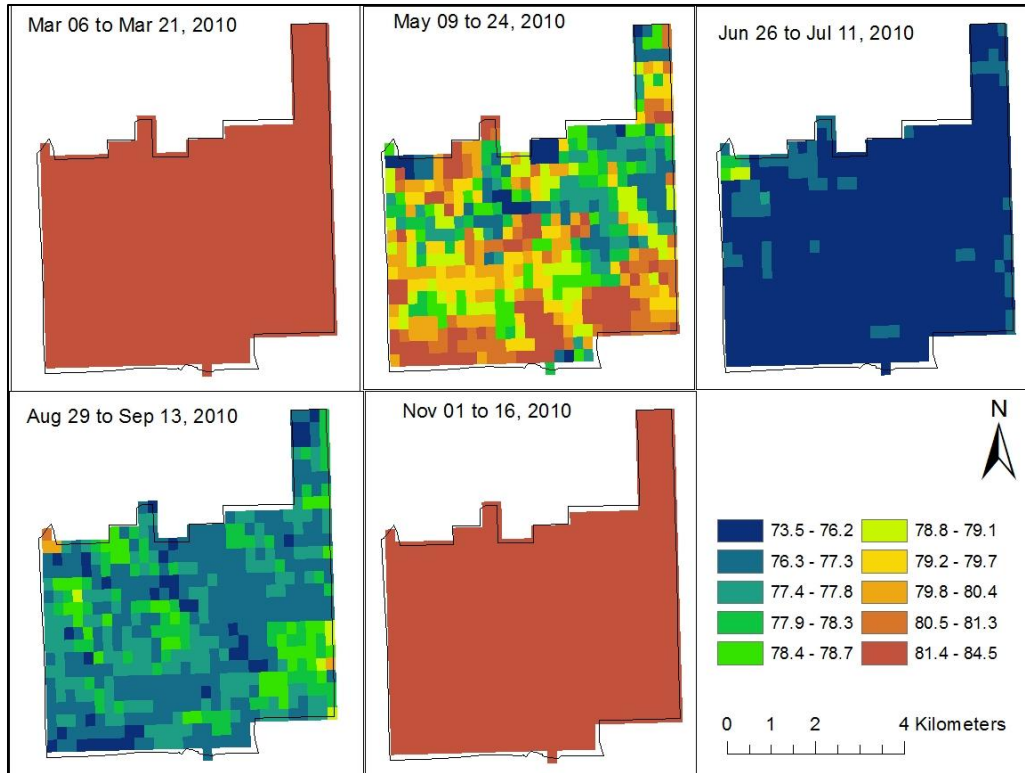 Mar 06 to Mar 21, 2010
May 09 to 24, 2010
Jun 26 to Jul 11, 2010
Aug 29 to Sep 13, 2010
Nov 01 to 16, 2010
N
73.5 - 76.2
76.3 - 77.3
77.4 - 77.8
77.9 - 78.3
78.4 - 78.7
78.8 - 79.1
79.2 - 79.7
79.8 - 80.4
80.5 - 81.3
81.4 - 84.5
0 1 2 4 Kilometers